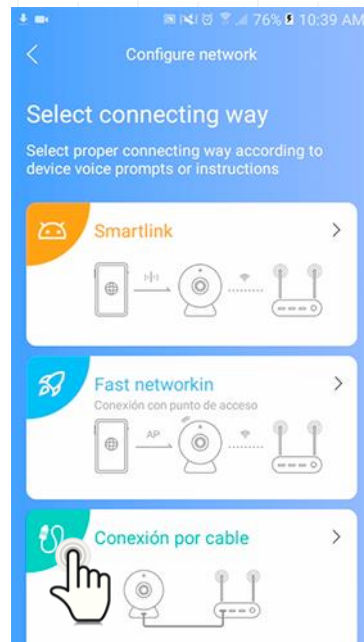 76% 10:39 AM
Configure network
Select connecting way
Select proper connecting way according to
device voice prompts or instructions
Smartlink
Fast networkin
Conexión con punto de acceso
AP
Conexión por cable